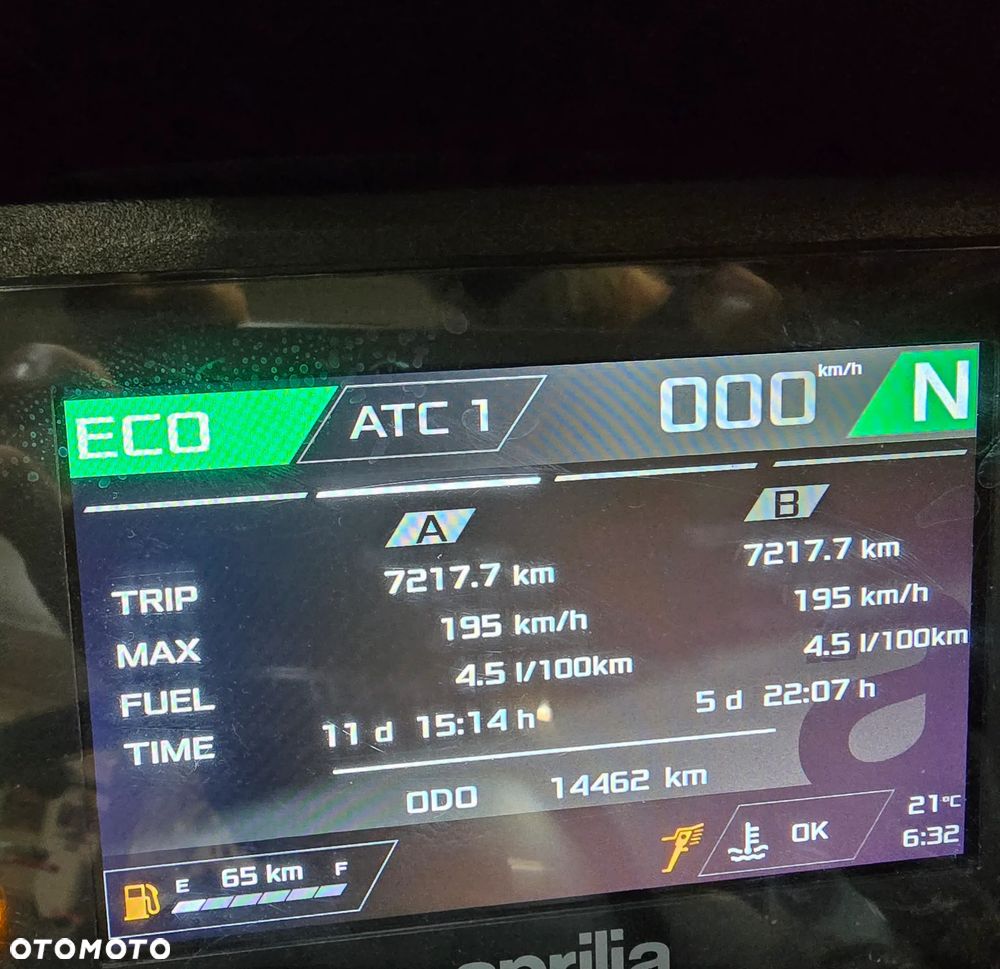 ECO ATC 1 000 km/h N
A B
TRIP 7217.7 km 7217.7 km
MAX 195 km/h 195 km/h
FUEL 4.5 l/100km 4.5 l/100km
TIME 11 d 15:14 h 5 d 22:07 h
ODO 14462 km
E 65 km F
OK
21°C
6:32
aprilia
OTOMOTO